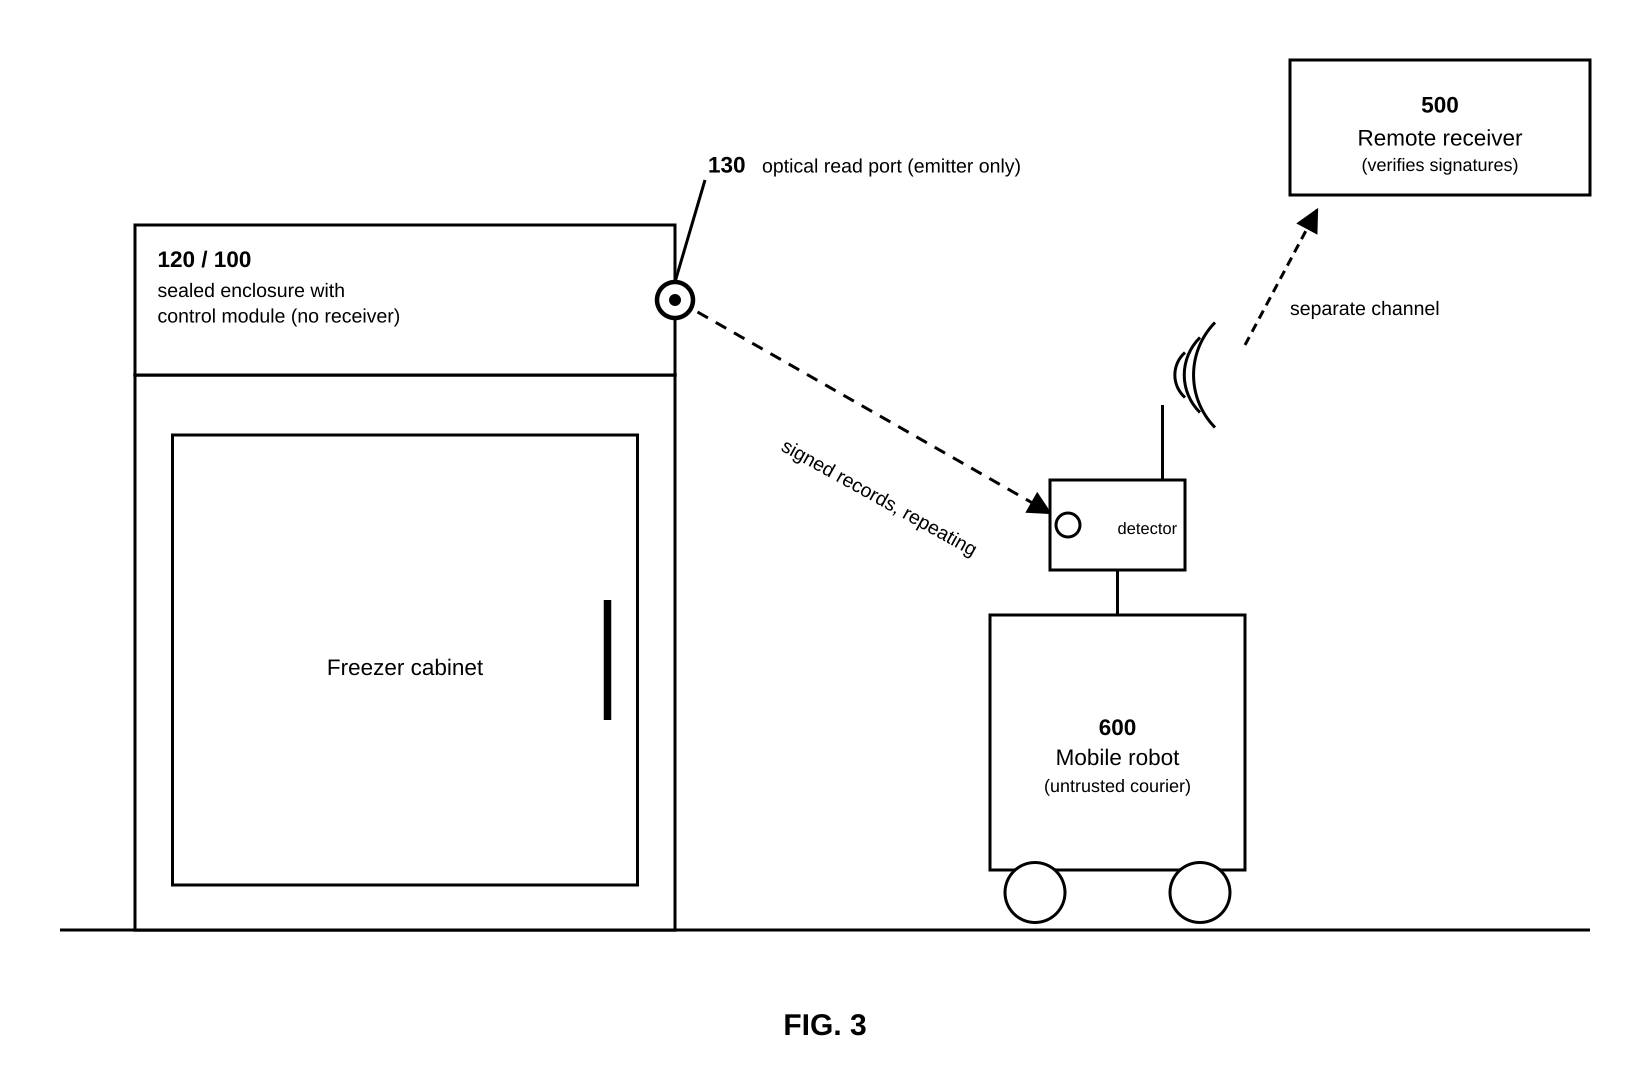 500
Remote receiver
(verifies signatures)
130 optical read port (emitter only)
120 / 100
sealed enclosure with
control module (no receiver)
separate channel
signed records, repeating
detector
Freezer cabinet
600
Mobile robot
(untrusted courier)
FIG. 3